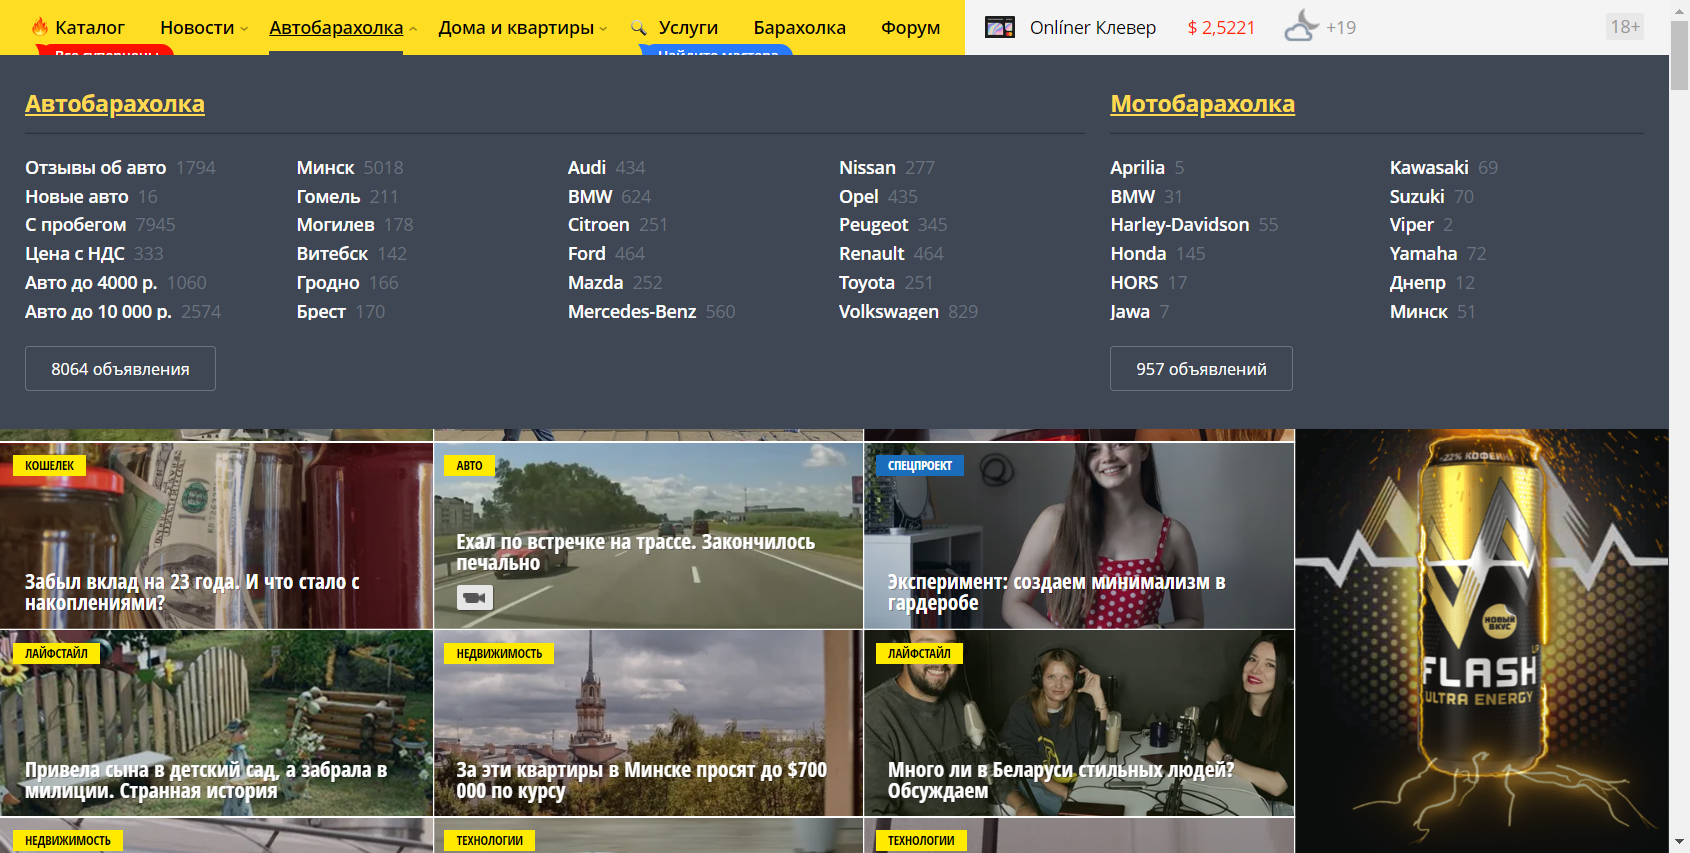 Каталог Новости Автобарахолка Дома и квартиры Услуги Барахолка Форум Onlíner Клевер $ 2,5221 +19 18+
Все суперцены Найдите мастера
Автобарахолка
Отзывы об авто 1794
Новые авто 16
С пробегом 7945
Цена с НДС 333
Авто до 4000 р. 1060
Авто до 10 000 р. 2574
Минск 5018
Гомель 211
Могилев 178
Витебск 142
Гродно 166
Брест 170
Audi 434
BMW 624
Citroen 251
Ford 464
Mazda 252
Mercedes-Benz 560
Nissan 277
Opel 435
Peugeot 345
Renault 464
Toyota 251
Volkswagen 829
8064 объявления
Мотобарахолка
Aprilia 5
BMW 31
Harley-Davidson 55
Honda 145
HORS 17
Jawa 7
Kawasaki 69
Suzuki 70
Viper 2
Yamaha 72
Днепр 12
Минск 51
957 объявлений
КОШЕЛЕК
Забыл вклад на 23 года. И что стало с
накоплениями?
АВТО
Ехал по встречке на трассе. Закончилось
печально
СПЕЦПРОЕКТ
Эксперимент: создаем минимализм в
гардеробе
ЛАЙФСТАЙЛ
Привела сына в детский сад, а забрала в
милиции. Странная история
НЕДВИЖИМОСТЬ
За эти квартиры в Минске просят до $700
000 по курсу
ЛАЙФСТАЙЛ
Много ли в Беларуси стильных людей?
Обсуждаем
НЕДВИЖИМОСТЬ
ТЕХНОЛОГИИ
ТЕХНОЛОГИИ
НОВЫЙ
ВКУС
FLASH
UP
ULTRA ENERGY